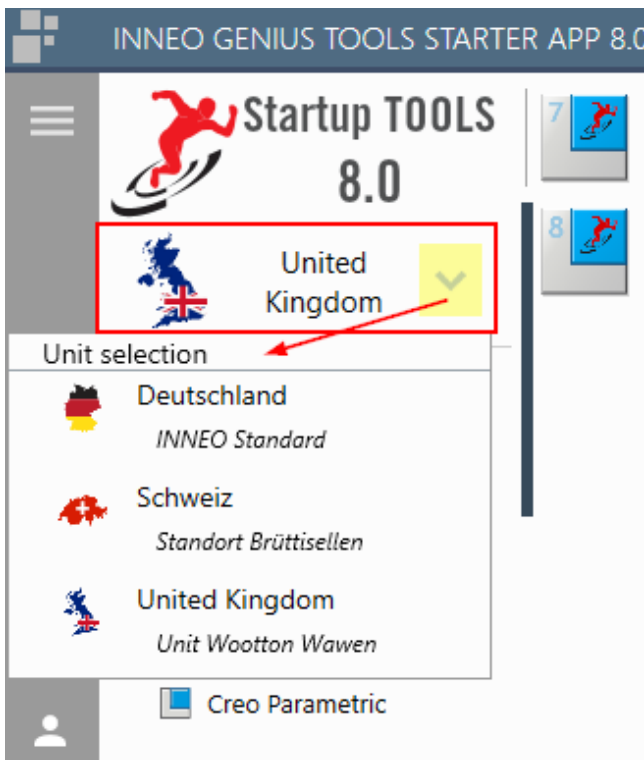 INNEO GENIUS TOOLS STARTER APP 8.0
Startup TOOLS
8.0
7
8
United
Kingdom
Unit selection
Deutschland
INNEO Standard
Schweiz
Standort Brüttisellen
United Kingdom
Unit Wootton Wawen
Creo Parametric